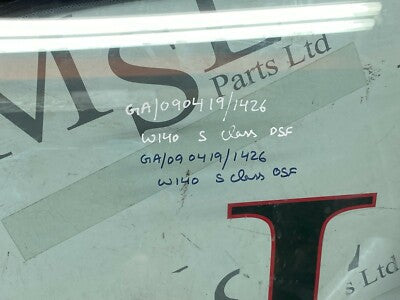 MSL
Parts Ltd
GA/090419/1426
W140 S Class OSF
GA/090419/1426
W140 S Class OSF
s Ltd